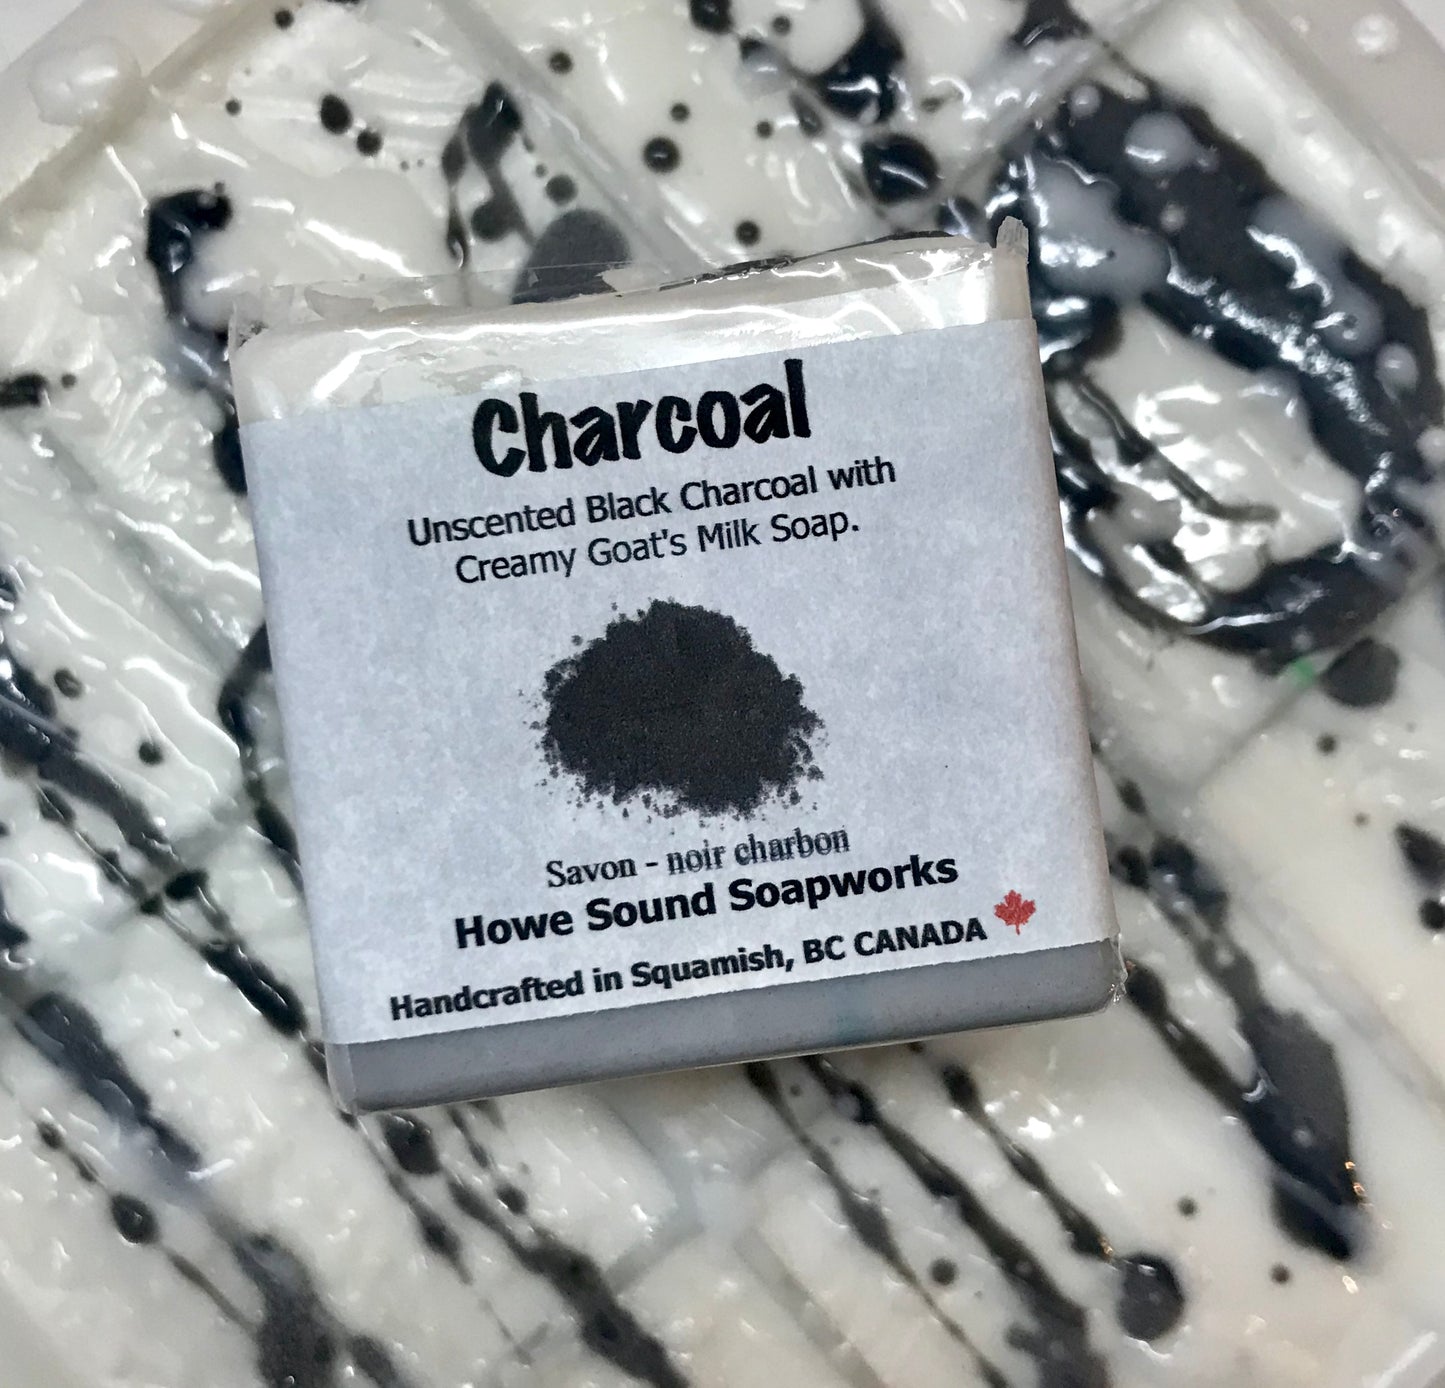 Charcoal
Unscented Black Charcoal with
Creamy Goat's Milk Soap.
Savon - noir charbon
Howe Sound Soapworks
Handcrafted in Squamish, BC CANADA